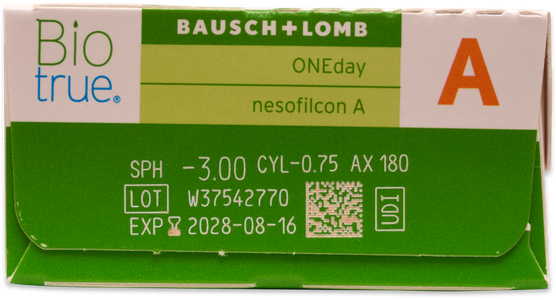 Bio
true®
BAUSCH+LOMB
ONEday
nesofilcon A
A
SPH -3.00 CYL-0.75 AX 180
LOT W37542770
EXP 2028-08-16
UDI